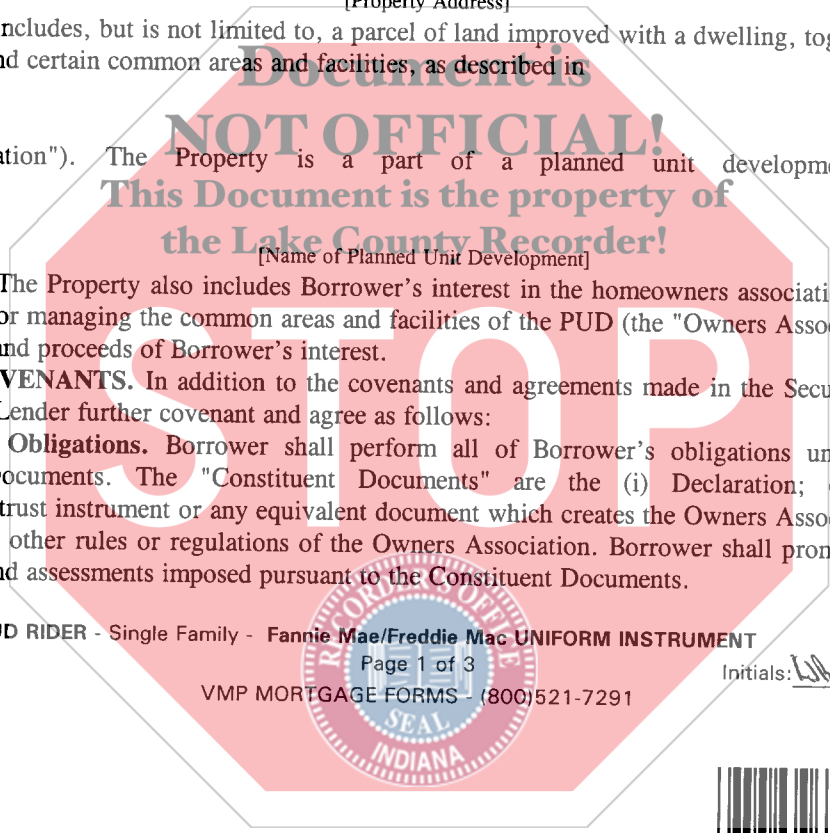 [Property Address]
ncludes, but is not limited to, a parcel of land improved with a dwelling, tog
nd certain common areas and facilities, as described in
Document is
NOT OFFICIAL!
ation"). The Property is a part of a planned unit developme
This Document is the property of
the Lake County Recorder!
[Name of Planned Unit Development]
The Property also includes Borrower's interest in the homeowners associati
or managing the common areas and facilities of the PUD (the "Owners Asso
and proceeds of Borrower's interest.
VENANTS. In addition to the covenants and agreements made in the Secu
Lender further covenant and agree as follows:
Obligations. Borrower shall perform all of Borrower's obligations un
ocuments. The "Constituent Documents" are the (i) Declaration;
trust instrument or any equivalent document which creates the Owners Asso
other rules or regulations of the Owners Association. Borrower shall pron
nd assessments imposed pursuant to the Constituent Documents.
STOP
UD RIDER - Single Family - Fannie Mae/Freddie Mac UNIFORM INSTRUMENT
Page 1 of 3
Initials:
VMP MORTGAGE FORMS - (800)521-7291
RECORDER'S OFFICE
SEAL
INDIANA